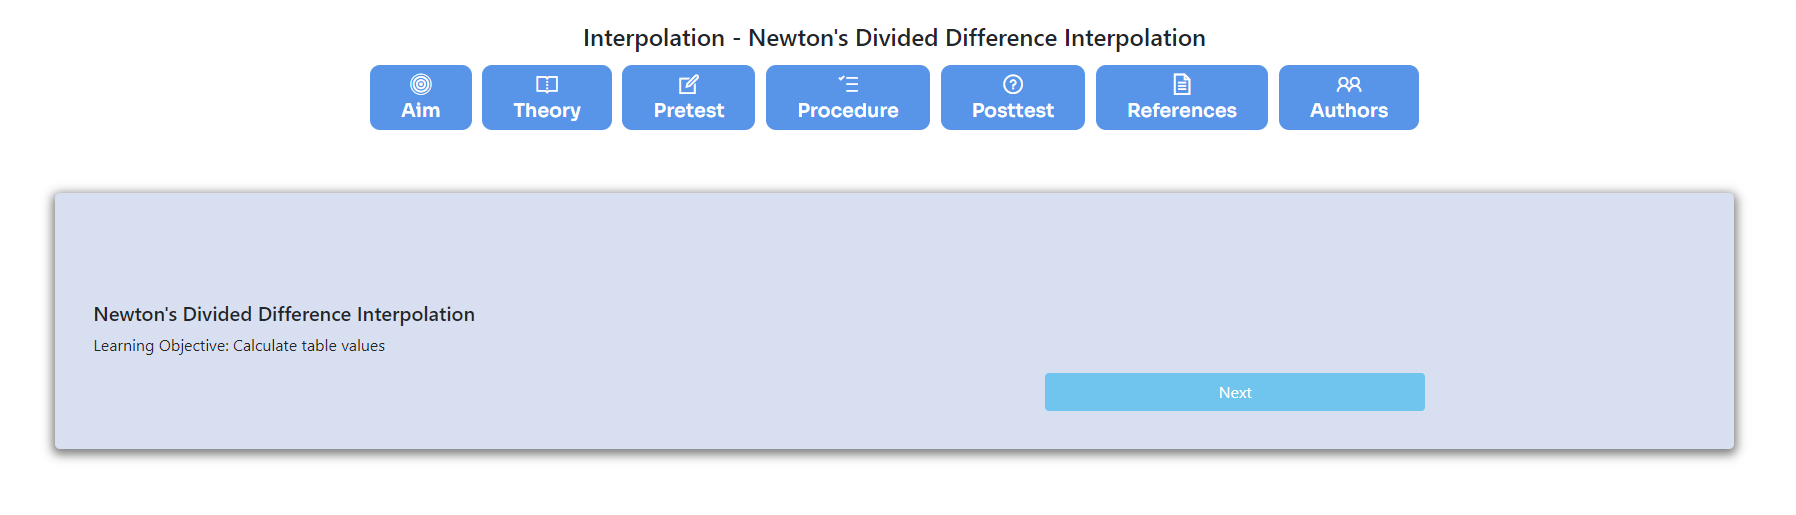 Interpolation - Newton's Divided Difference Interpolation
Aim
Theory
Pretest
Procedure
Posttest
References
Authors
Newton's Divided Difference Interpolation
Learning Objective: Calculate table values
Next